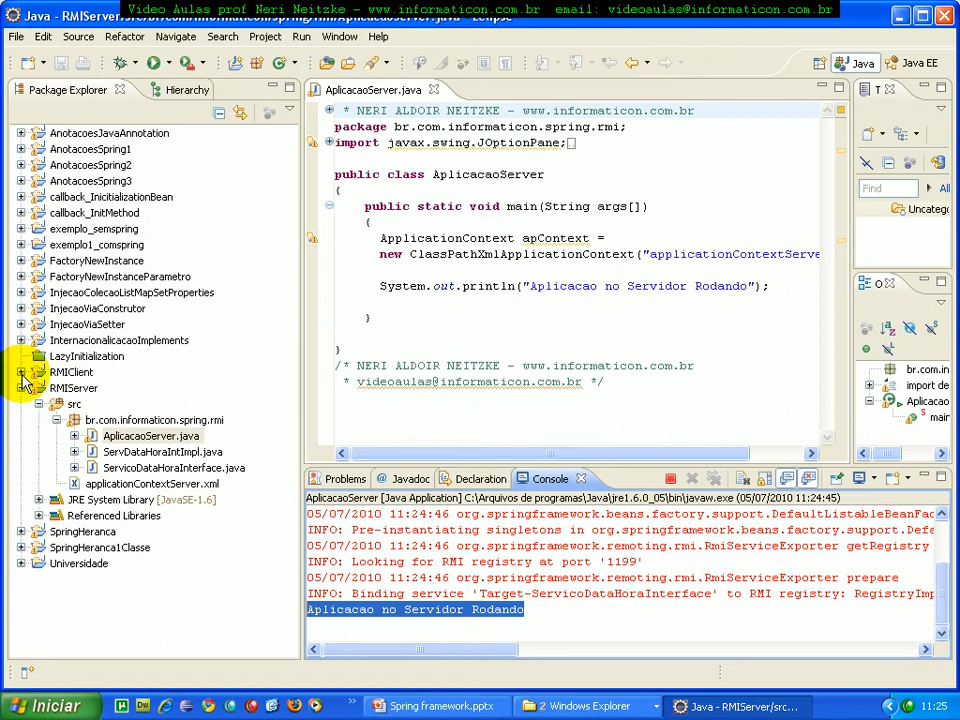 Video Aulas prof Neri Neitzke - www.informaticon.com.br email: videoaulas@informaticon.com.br
Java - RMIServer/src/br/com/informaticon/spring/rmi/AplicacaoServer.java - Eclipse
File Edit Source Refactor Navigate Search Project Run Window Help
Java Java EE
Package Explorer Hierarchy
AnotacoesJavaAnnotation
AnotacoesSpring1
AnotacoesSpring2
AnotacoesSpring3
callback_InicitializationBean
callback_InitMethod
exemplo_semspring
exemplo1_comspring
FactoryNewInstance
FactoryNewInstanceParametro
InjecaoColecaoListMapSetProperties
InjecaoViaConstrutor
InjecaoViaSetter
InternacionalicacaoImplements
LazyInitialization
RMIClient
RMIServer
src
br.com.informaticon.spring.rmi
AplicacaoServer.java
ServDataHoraIntImpl.java
ServicoDataHoraInterface.java
applicationContextServer.xml
JRE System Library [JavaSE-1.6]
Referenced Libraries
SpringHeranca
SpringHeranca1Classe
Universidade
AplicacaoServer.java
* NERI ALDOIR NEITZKE - www.informaticon.com.br
package br.com.informaticon.spring.rmi;
import javax.swing.JOptionPane;
public class AplicacaoServer
{
public static void main(String args[])
{
ApplicationContext apContext =
new ClassPathXmlApplicationContext("applicationContextServe
System.out.println("Aplicacao no Servidor Rodando");
}
}
/* NERI ALDOIR NEITZKE - www.informaticon.com.br
* videoaulas@informaticon.com.br */
T
Find Al
Uncateg
O
br.com.in
import de
Aplicaco
main
Problems Javadoc Declaration Console
AplicacaoServer [Java Application] C:\Arquivos de programas\Java\jre1.6.0_05\bin\javaw.exe (05/07/2010 11:24:45)
05/07/2010 11:24:46 org.springframework.beans.factory.support.DefaultListableBeanFac
INFO: Pre-instantiating singletons in org.springframework.beans.factory.support.Defa
05/07/2010 11:24:46 org.springframework.remoting.rmi.RmiServiceExporter getRegistry
INFO: Looking for RMI registry at port '1199'
05/07/2010 11:24:46 org.springframework.remoting.rmi.RmiServiceExporter prepare
INFO: Binding service 'Target-ServicoDataHoraInterface' to RMI registry: RegistryImp
Aplicacao no Servidor Rodando
Iniciar Spring framework.pptx 2 Windows Explorer Java - RMIServer/src... 11:25